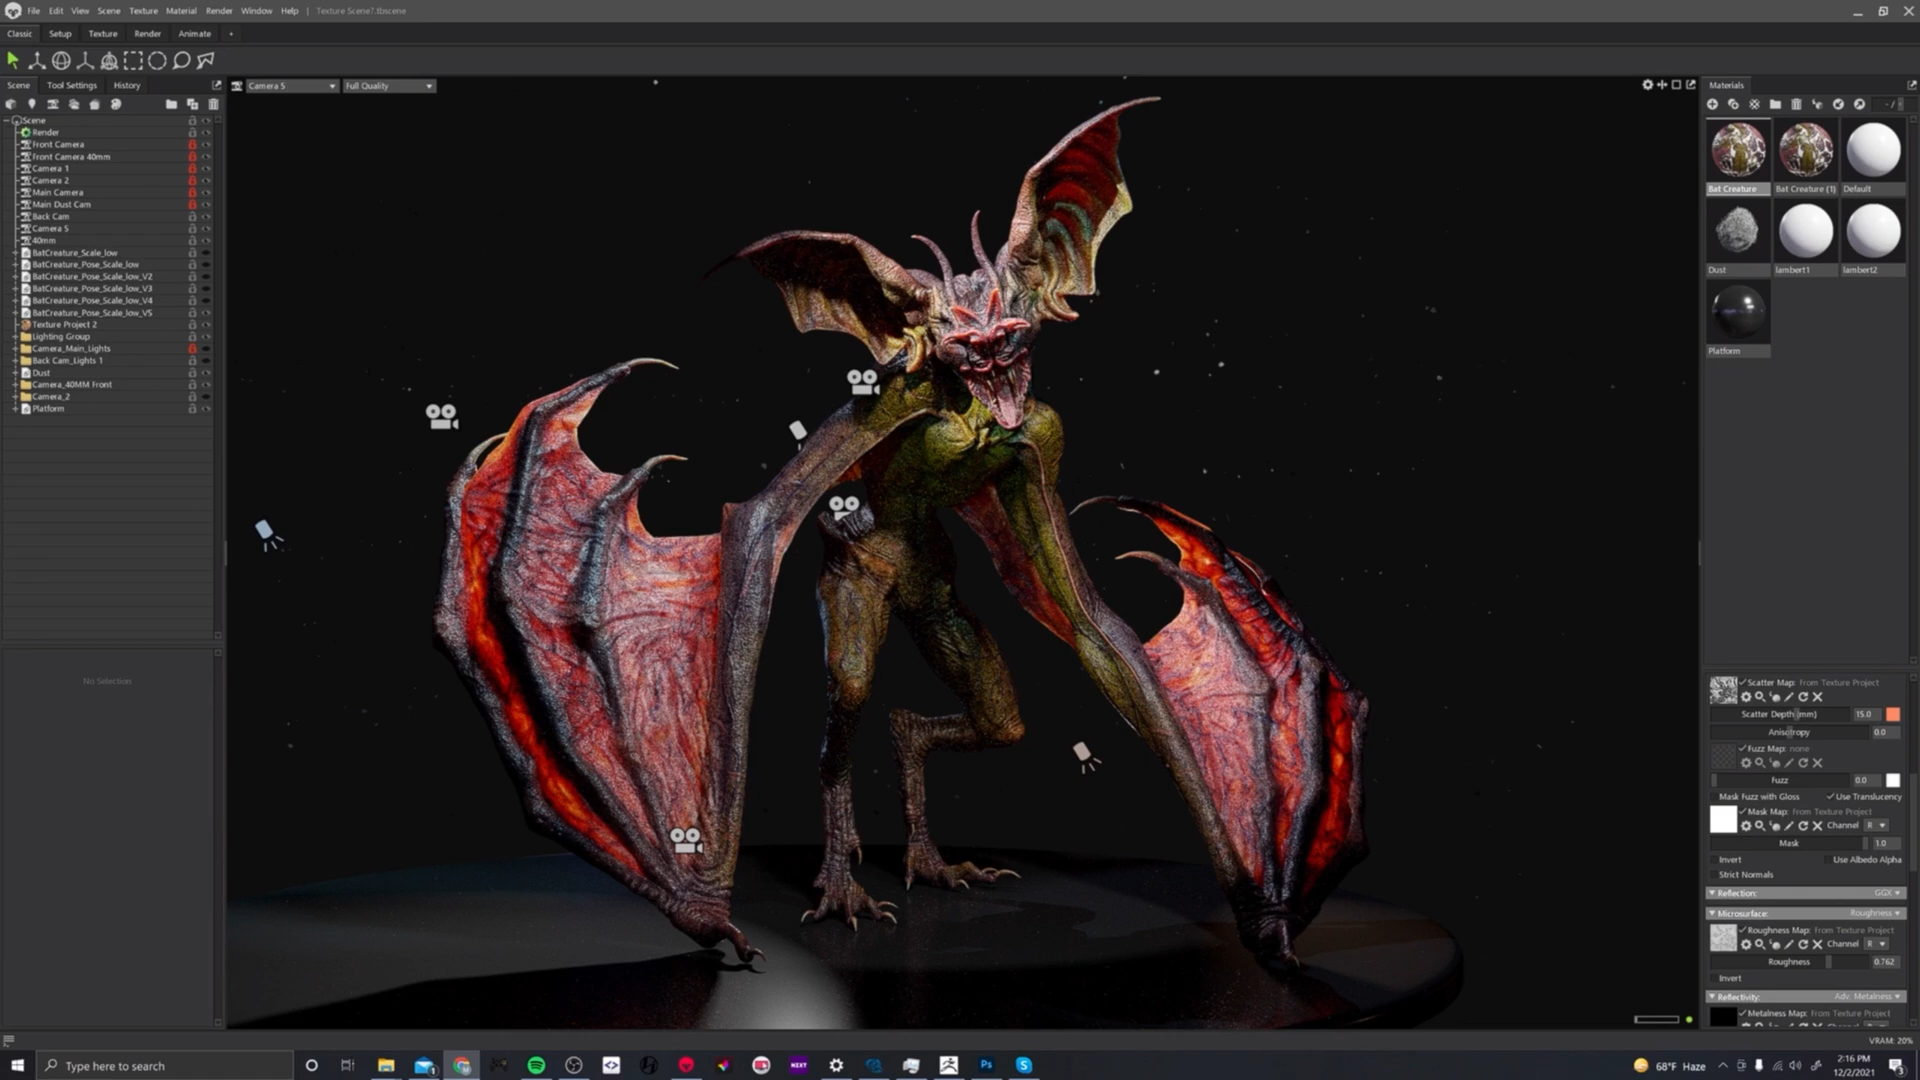 File Edit View Scene Texture Material Render Window Help | Texture Scene7.tbscene
Classic Setup Texture Render Animate +
Scene Tool Settings History
Camera 5 Full Quality
Materials
Scene
Render
Front Camera
Front Camera 40mm
Camera 1
Camera 2
Main Camera
Main Dust Cam
Back Cam
Camera 5
40mm
BatCreature_Scale_low
BatCreature_Pose_Scale_low
BatCreature_Pose_Scale_low_V2
BatCreature_Pose_Scale_low_V3
BatCreature_Pose_Scale_low_V4
BatCreature_Pose_Scale_low_V5
Texture Project 2
Lighting Group
Camera_Main_Lights
Back Cam_Lights 1
Dust
Camera_40MM Front
Camera_2
Platform
No Selection
Bat Creature Bat Creature (1) Default
Dust lambert1 lambert2
Platform
Scatter Map: From Texture Project
Scatter Depth (mm) 15.0
Anisotropy 0.0
Fuzz Map: none
Fuzz 0.0
Mask Fuzz with Gloss Use Translucency
Mask Map: From Texture Project
Channel R
Mask 1.0
Invert Use Albedo Alpha
Strict Normals
Reflection: GGX
Microsurface: Roughness
Roughness Map: From Texture Project
Channel R
Roughness 0.762
Invert
Reflectivity: Adv. Metalness
Metalness Map: From Texture Project
VRAM: 20%
Type here to search
1
NEXT
Ps
S
68°F Haze
2:16 PM
12/2/2021
3